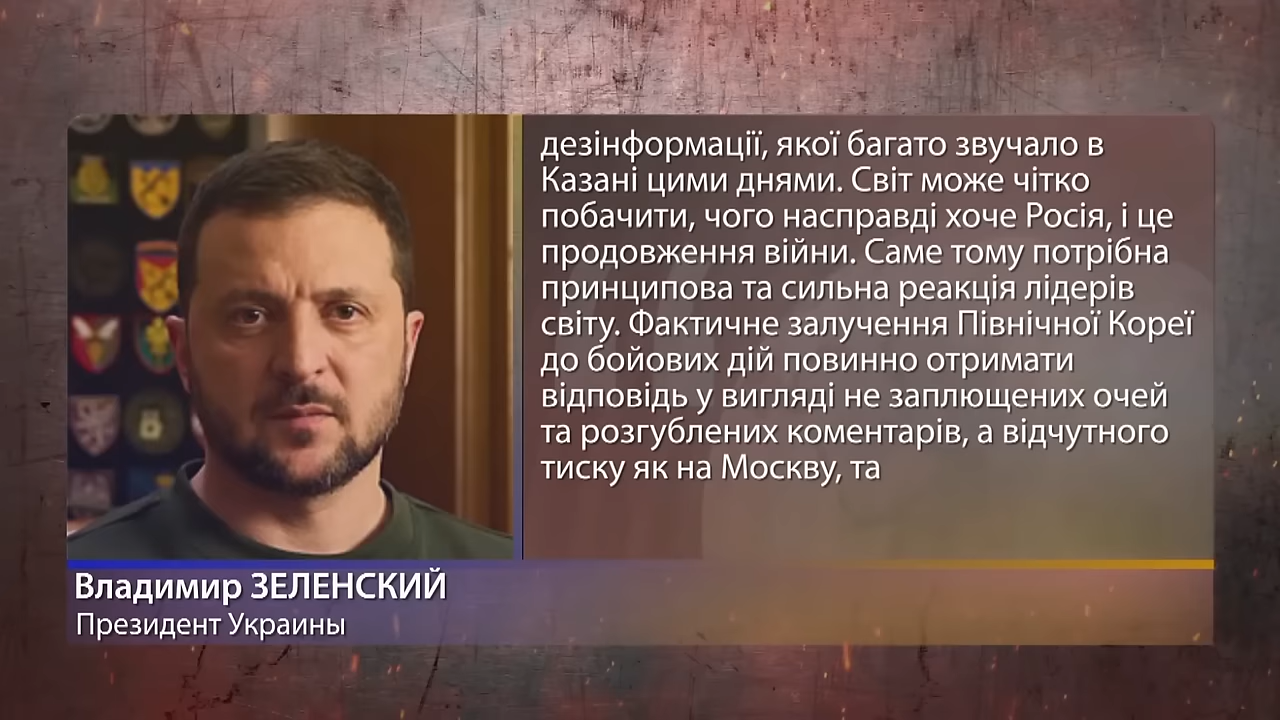 дезінформації, якої багато звучало в
Казані цими днями. Світ може чітко
побачити, чого насправді хоче Росія, і це
продовження війни. Саме тому потрібна
принципова та сильна реакція лідерів
світу. Фактичне залучення Північної Кореї
до бойових дій повинно отримати
відповідь у вигляді не заплющених очей
та розгублених коментарів, а відчутного
тиску як на Москву, та
Владимир ЗЕЛЕНСКИЙ
Президент Украины